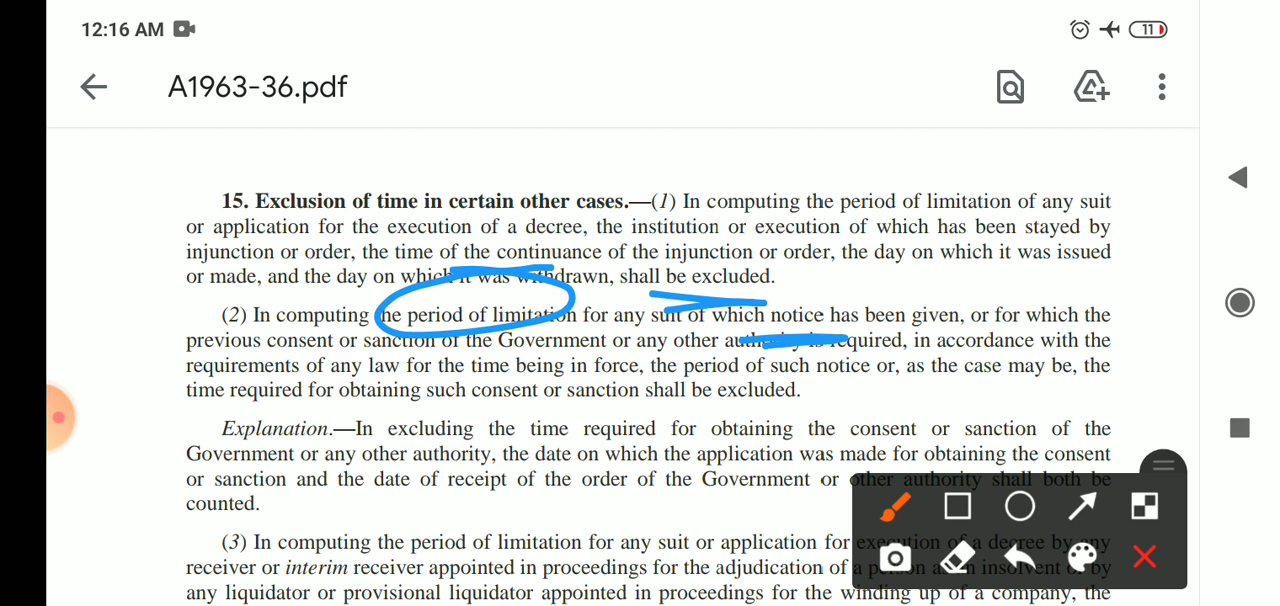 12:16 AM
11
A1963-36.pdf
15. Exclusion of time in certain other cases.—(1) In computing the period of limitation of any suit
or application for the execution of a decree, the institution or execution of which has been stayed by
injunction or order, the time of the continuance of the injunction or order, the day on which it was issued
or made, and the day on which it was withdrawn, shall be excluded.
(2) In computing the period of limitation for any suit of which notice has been given, or for which the
previous consent or sanction of the Government or any other authority is required, in accordance with the
requirements of any law for the time being in force, the period of such notice or, as the case may be, the
time required for obtaining such consent or sanction shall be excluded.
Explanation.—In excluding the time required for obtaining the consent or sanction of the
Government or any other authority, the date on which the application was made for obtaining the consent
or sanction and the date of receipt of the order of the Government or other authority shall both be
counted.
(3) In computing the period of limitation for any suit or application for execution of a decree by any
receiver or interim receiver appointed in proceedings for the adjudication of a person as an insolvent or by
any liquidator or provisional liquidator appointed in proceedings for the winding up of a company, the